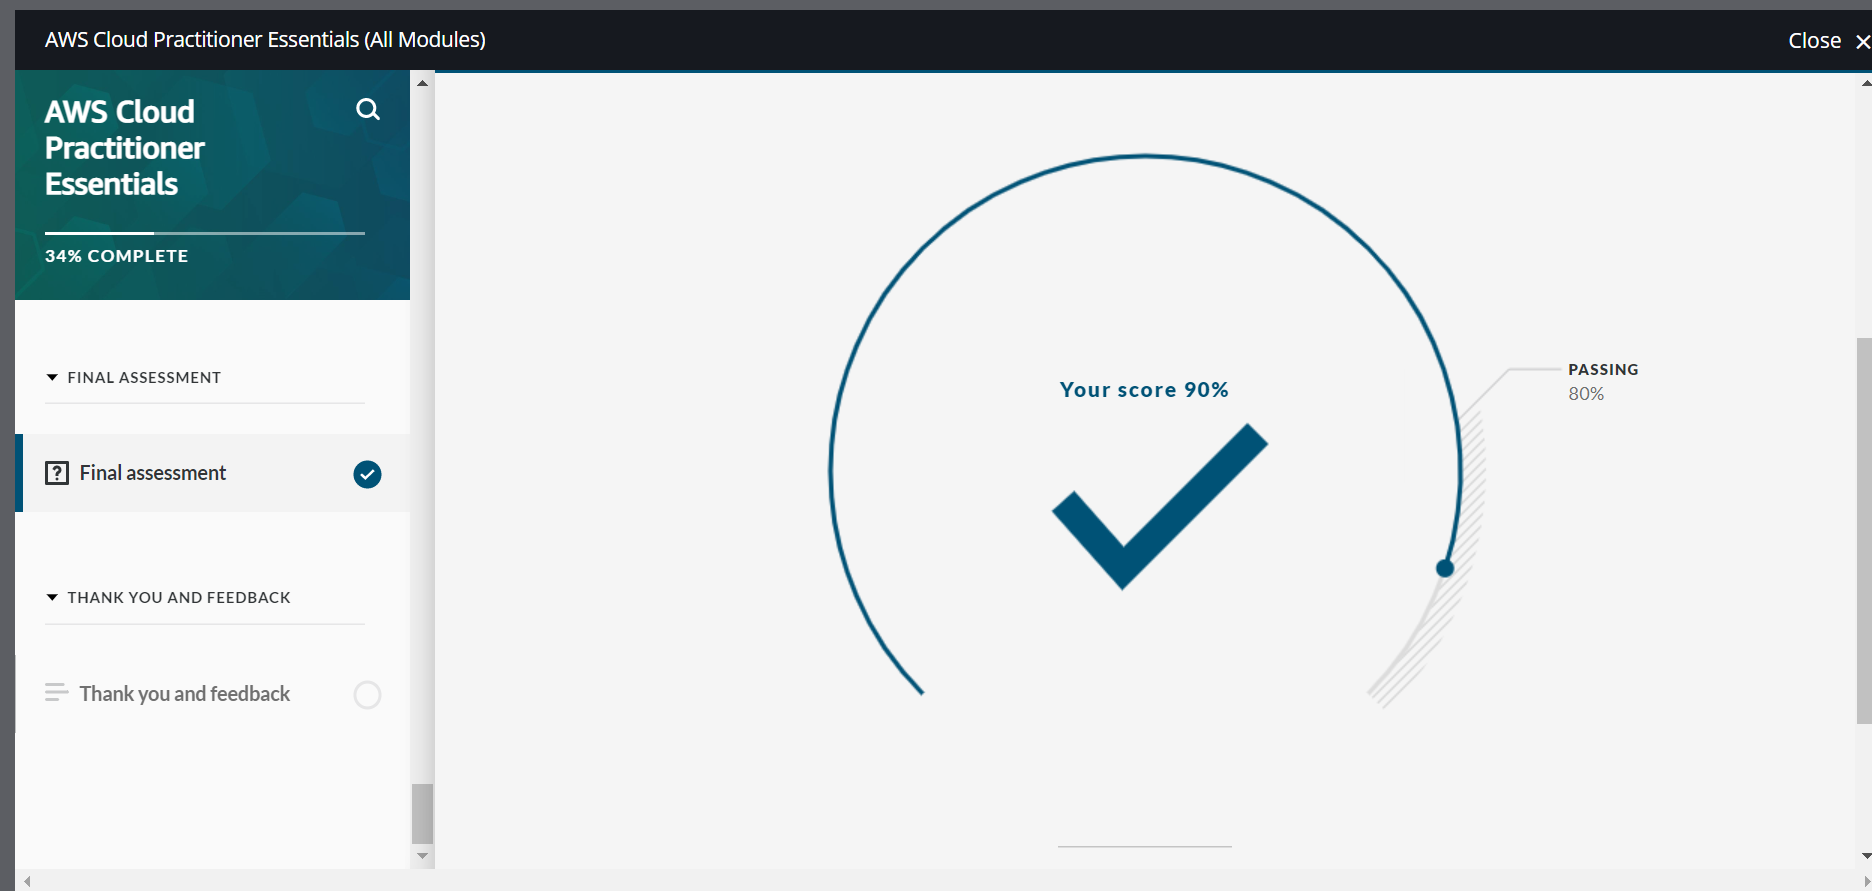 AWS Cloud Practitioner Essentials (All Modules)
Close
AWS Cloud
Practitioner
Essentials
34% COMPLETE
FINAL ASSESSMENT
Final assessment
THANK YOU AND FEEDBACK
Thank you and feedback
Your score 90%
PASSING
80%